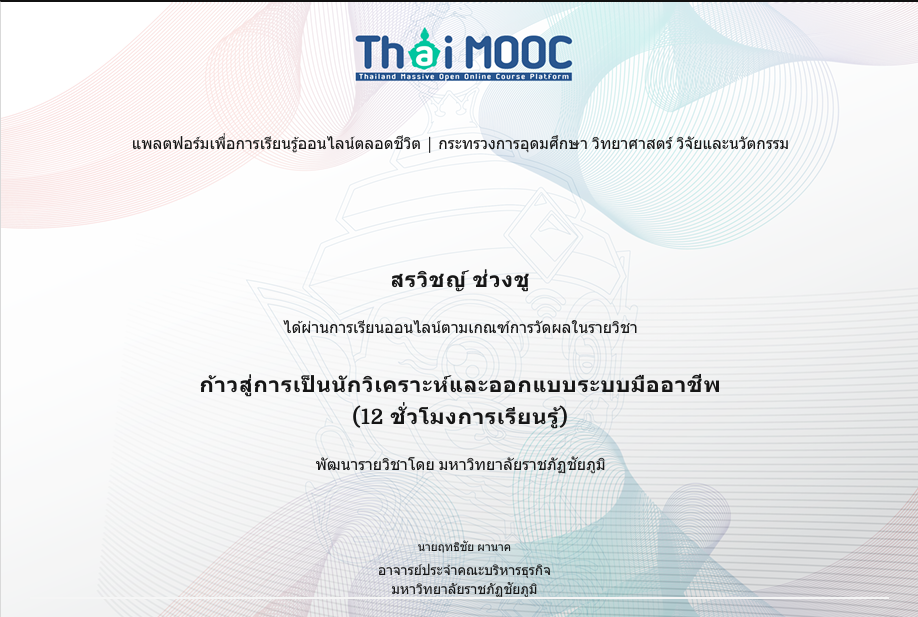 Thai MOOC
Thailand Massive Open Online Course Platform
แพลตฟอร์มเพื่อการเรียนรู้ออนไลน์ตลอดชีวิต | กระทรวงการอุดมศึกษา วิทยาศาสตร์ วิจัยและนวัตกรรม
สรวิชญ์ ช่วงชู
ได้ผ่านการเรียนออนไลน์ตามเกณฑ์การวัดผลในรายวิชา
ก้าวสู่การเป็นนักวิเคราะห์และออกแบบระบบมืออาชีพ
(12 ชั่วโมงการเรียนรู้)
พัฒนารายวิชาโดย มหาวิทยาลัยราชภัฏชัยภูมิ
นายฤทธิชัย ผานาค
อาจารย์ประจำคณะบริหารธุรกิจ
มหาวิทยาลัยราชภัฏชัยภูมิ